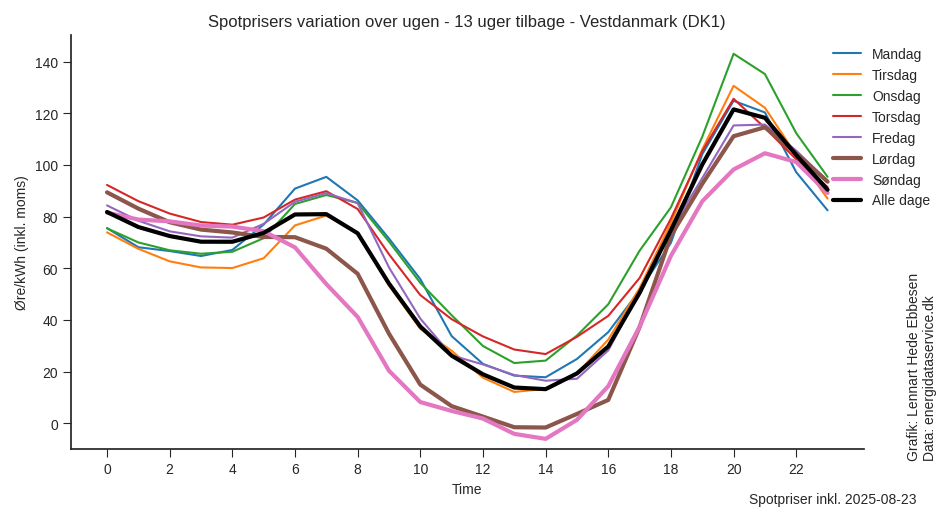 Spotprisers variation over ugen - 13 uger tilbage - Vestdanmark (DK1)
Øre/kWh (inkl. moms)
140
120
100
80
60
40
20
0
0 2 4 6 8 10 12 14 16 18 20 22
Time
Mandag
Tirsdag
Onsdag
Torsdag
Fredag
Lørdag
Søndag
Alle dage
Grafik: Lennart Hede Ebbesen
Data: energidataservice.dk
Spotpriser inkl. 2025-08-23